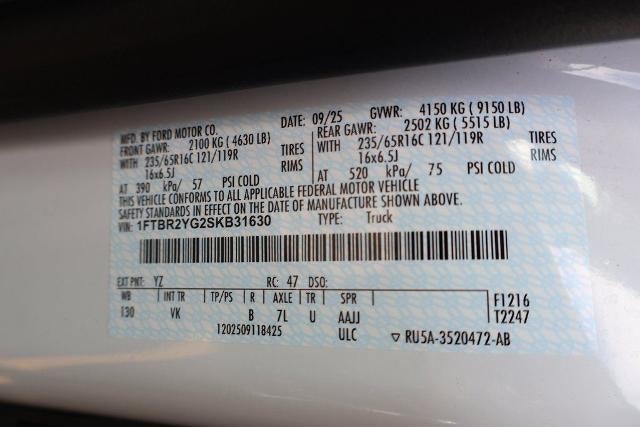 MFD. BY FORD MOTOR CO. DATE: 09/25 GVWR: 4150 KG ( 9150 LB)
FRONT GAWR: 2100 KG ( 4630 LB) REAR GAWR: 2502 KG ( 5515 LB)
WITH 235/65R16C 121/119R TIRES WITH 235/65R16C 121/119R TIRES
16x6.5J RIMS 16x6.5J RIMS
AT 390 kPa/ 57 PSI COLD AT 520 kPa/ 75 PSI COLD
THIS VEHICLE CONFORMS TO ALL APPLICABLE FEDERAL MOTOR VEHICLE
SAFETY STANDARDS IN EFFECT ON THE DATE OF MANUFACTURE SHOWN ABOVE.
VIN: 1FTBR2YG2SKB31630 TYPE: Truck
EXT PNT: YZ RC: 47 DSO:
WB INT TR TP/PS R AXLE TR SPR F1216
130 VK B 7L U AAJJ T2247
1202509118425 ULC ▽ RU5A-3520472-AB